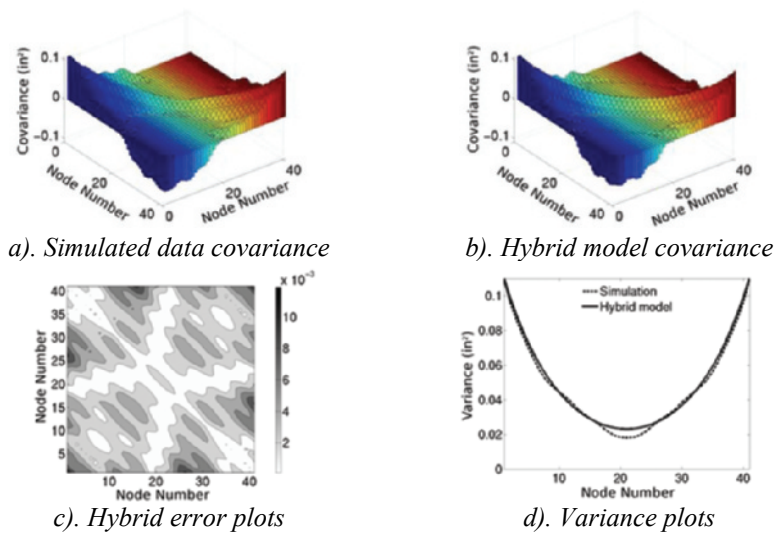 Covariance (in²)
0.1
0
−0.1
0
20
40
Node Number
0
20
40
Node Number
a). Simulated data covariance
Covariance (in²)
0.1
0
−0.1
0
20
40
Node Number
0
20
40
Node Number
b). Hybrid model covariance
x 10⁻³
Node Number
40
35
30
25
20
15
10
5
10 20 30 40
Node Number
10
8
6
4
2
c). Hybrid error plots
Variance (in²)
0.1
0.08
0.06
0.04
0.02
0
Simulation
Hybrid model
10 20 30 40
Node Number
d). Variance plots